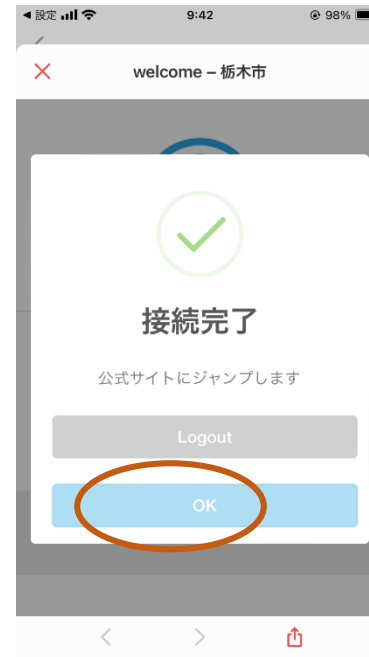 設定 9:42 98%
welcome – 栃木市
接続完了
公式サイトにジャンプします
Logout
OK